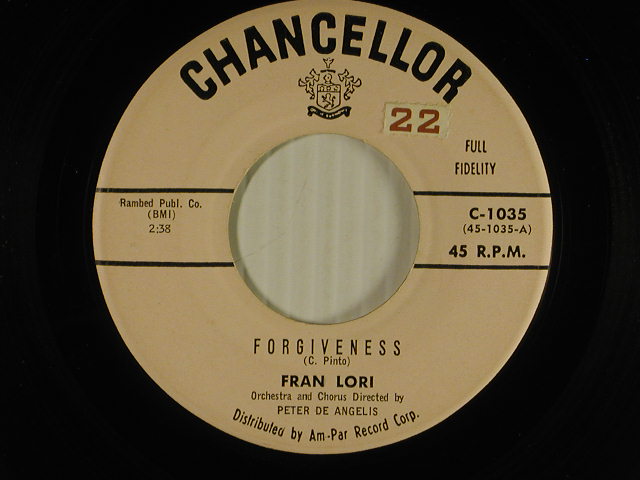 CHANCELLOR
22
FULL
FIDELITY
Rambed Publ. Co.
(BMI)
2:38
C-1035
(45-1035-A)
45 R.P.M.
FORGIVENESS
(C. Pinto)
FRAN LORI
Orchestra and Chorus Directed by
PETER DE ANGELIS
Distributed by Am-Par Record Corp.